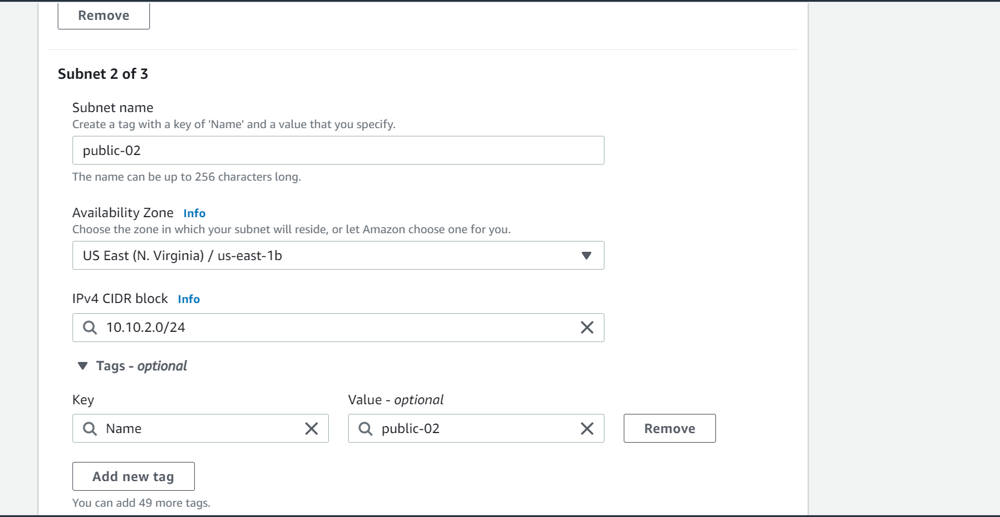 Remove
Subnet 2 of 3
Subnet name
Create a tag with a key of 'Name' and a value that you specify.
public-02
The name can be up to 256 characters long.
Availability Zone Info
Choose the zone in which your subnet will reside, or let Amazon choose one for you.
US East (N. Virginia) / us-east-1b
IPv4 CIDR block Info
10.10.2.0/24
Tags - optional
Key Value - optional
Name public-02 Remove
Add new tag
You can add 49 more tags.